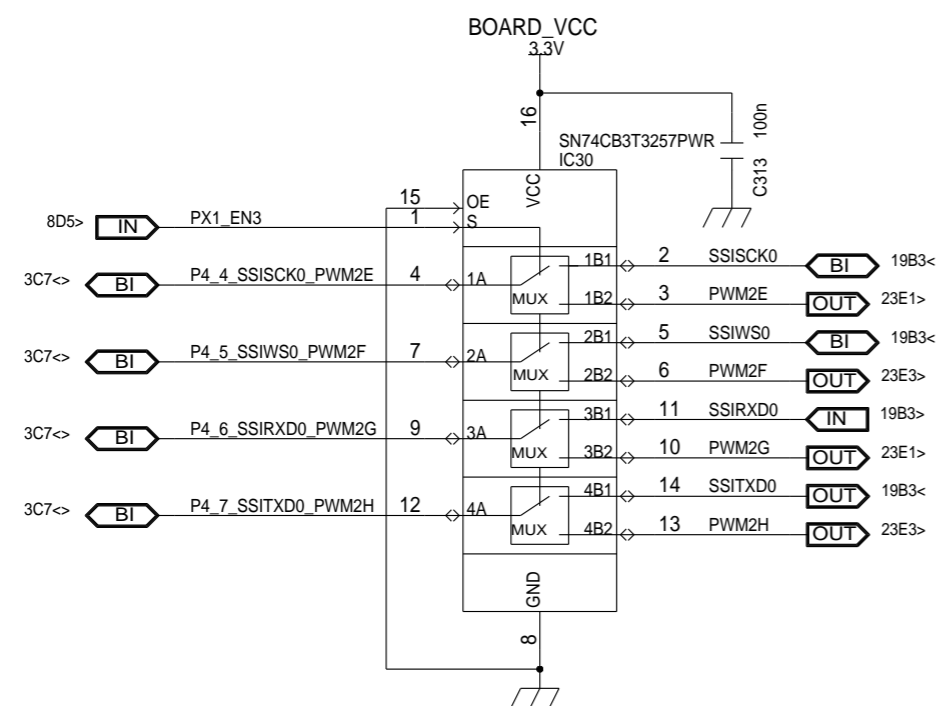 BOARD_VCC
3.3V
16
100n
SN74CB3T3257PWR
IC30
C313
VCC
15 OE
8D5> IN PX1_EN3 1 S
1B1 2 SSISCK0 BI 19B3<
3C7<> BI P4_4_SSISCK0_PWM2E 4 1A
MUX 1B2 3 PWM2E OUT 23E1>
2B1 5 SSIWS0 BI 19B3<
3C7<> BI P4_5_SSIWS0_PWM2F 7 2A
MUX 2B2 6 PWM2F OUT 23E3>
3B1 11 SSIRXD0 IN 19B3>
3C7<> BI P4_6_SSIRXD0_PWM2G 9 3A
MUX 3B2 10 PWM2G OUT 23E1>
4B1 14 SSITXD0 OUT 19B3<
3C7<> BI P4_7_SSITXD0_PWM2H 12 4A
MUX 4B2 13 PWM2H OUT 23E3>
GND
8